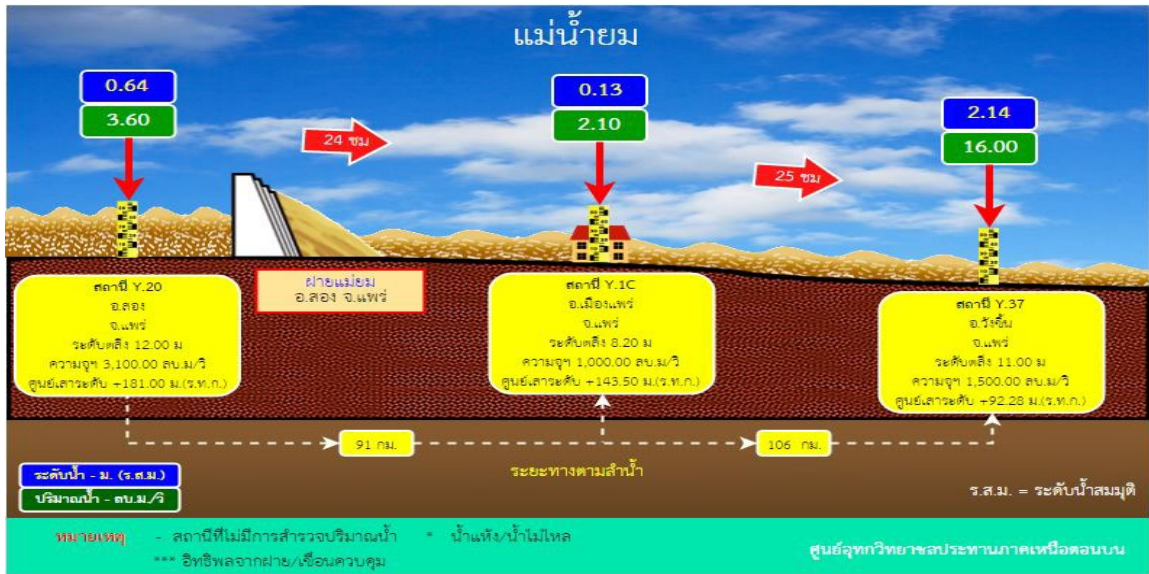 แม่น้ำยม
0.64
3.60
24 ชม
0.13
2.10
25 ชม
2.14
16.00
สถานี Y.20
อ.สอง
จ.แพร่
ระดับตลิ่ง 12.00 ม
ความจุฯ 3,100.00 ลบ.ม/วิ
ศูนย์เสาระดับ +181.00 ม.(ร.ท.ก.)
ฝายแม่ยม
อ.สอง จ.แพร่
สถานี Y.1C
อ.เมืองแพร่
จ.แพร่
ระดับตลิ่ง 8.20 ม
ความจุฯ 1,000.00 ลบ.ม/วิ
ศูนย์เสาระดับ +143.50 ม.(ร.ท.ก.)
สถานี Y.37
อ.วังชิ้น
จ.แพร่
ระดับตลิ่ง 11.00 ม
ความจุฯ 1,500.00 ลบ.ม/วิ
ศูนย์เสาระดับ +92.28 ม.(ร.ท.ก.)
91 กม.
106 กม.
ระยะทางตามลำน้ำ
ระดับน้ำ - ม. (ร.ส.ม.)
ปริมาณน้ำ - ลบ.ม./วิ
ร.ส.ม. = ระดับน้ำสมมุติ
หมายเหตุ - สถานีที่ไม่มีการสำรวจปริมาณน้ำ * น้ำแห้ง/น้ำไม่ไหล
*** อิทธิพลจากฝาย/เขื่อนควบคุม
ศูนย์อุทกวิทยาชลประทานภาคเหนือตอนบน